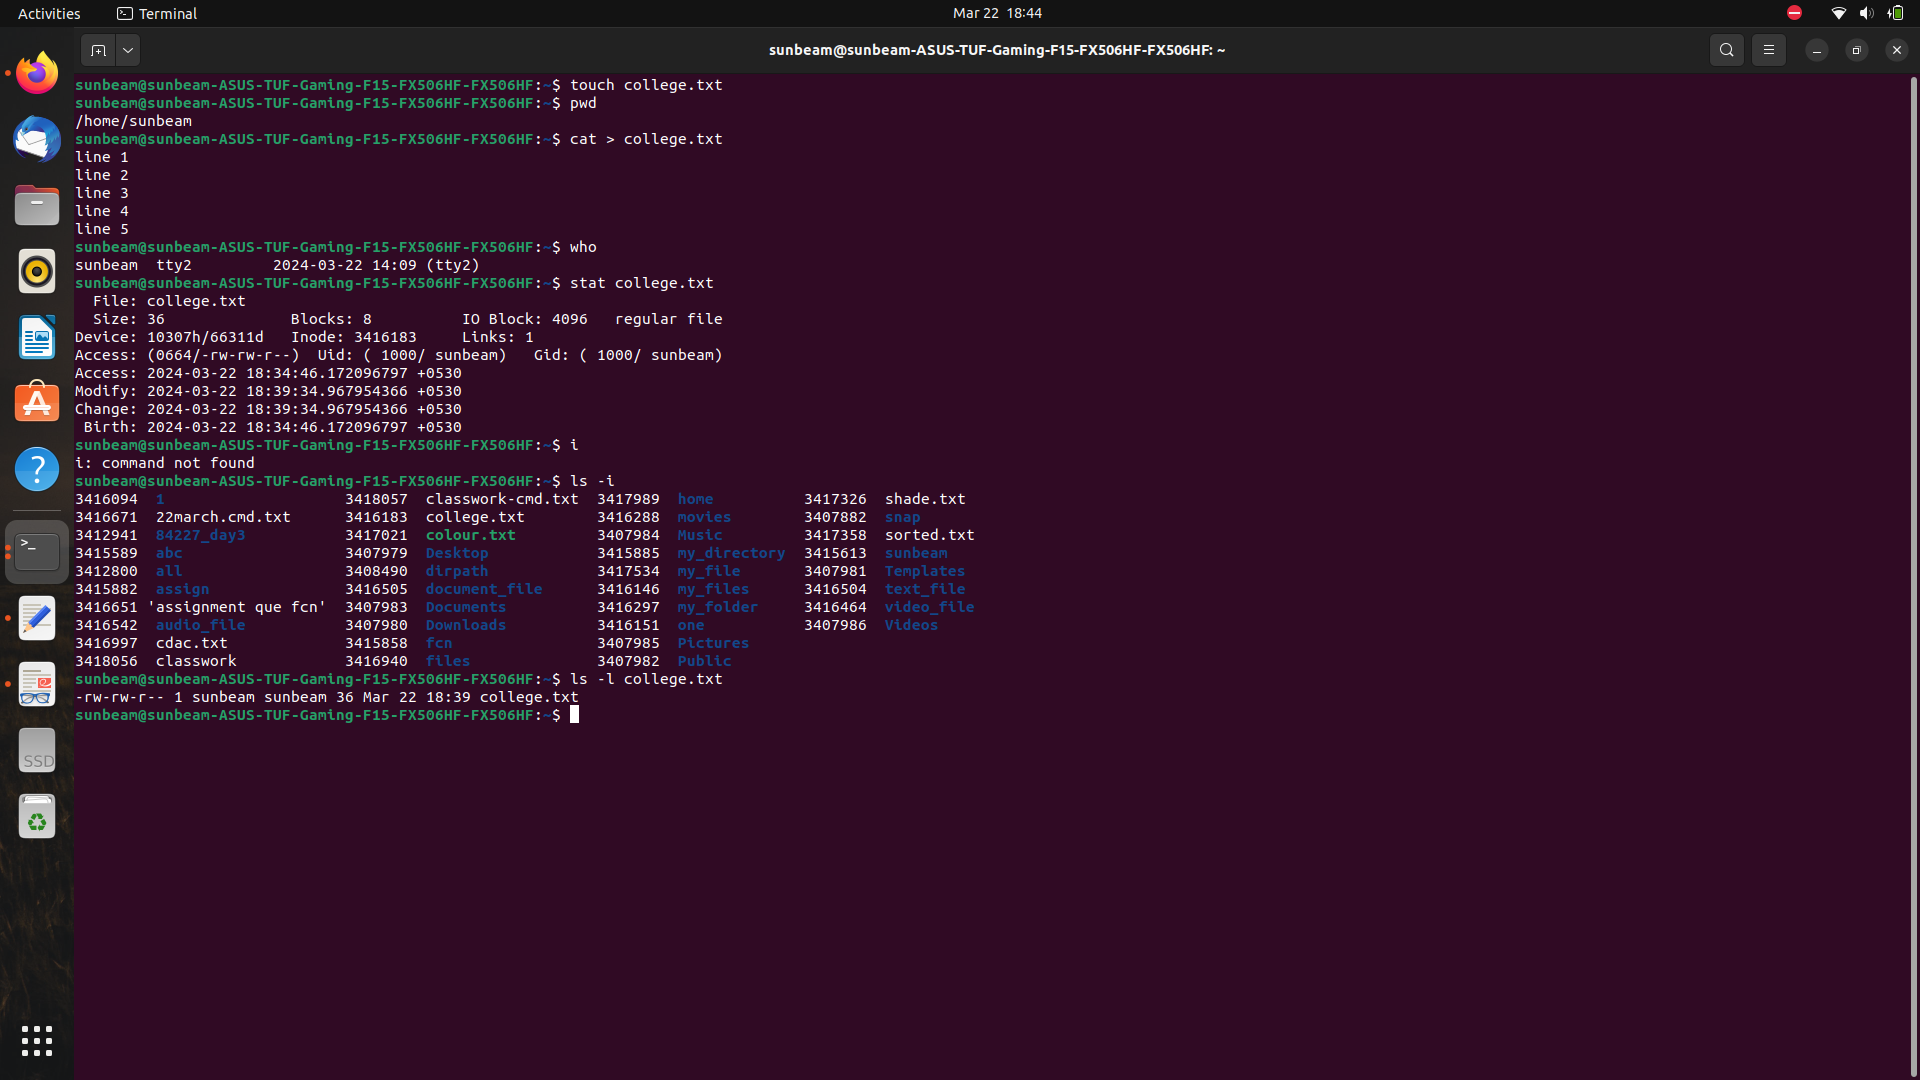 Activities Terminal Mar 22 18:44
sunbeam@sunbeam-ASUS-TUF-Gaming-F15-FX506HF-FX506HF: ~
sunbeam@sunbeam-ASUS-TUF-Gaming-F15-FX506HF-FX506HF:~$ touch college.txt
sunbeam@sunbeam-ASUS-TUF-Gaming-F15-FX506HF-FX506HF:~$ pwd
/home/sunbeam
sunbeam@sunbeam-ASUS-TUF-Gaming-F15-FX506HF-FX506HF:~$ cat > college.txt
line 1
line 2
line 3
line 4
line 5
sunbeam@sunbeam-ASUS-TUF-Gaming-F15-FX506HF-FX506HF:~$ who
sunbeam  tty2         2024-03-22 14:09 (tty2)
sunbeam@sunbeam-ASUS-TUF-Gaming-F15-FX506HF-FX506HF:~$ stat college.txt
  File: college.txt
  Size: 36              Blocks: 8          IO Block: 4096   regular file
Device: 10307h/66311d   Inode: 3416183     Links: 1
Access: (0664/-rw-rw-r--)  Uid: ( 1000/ sunbeam)   Gid: ( 1000/ sunbeam)
Access: 2024-03-22 18:34:46.172096797 +0530
Modify: 2024-03-22 18:39:34.967954366 +0530
Change: 2024-03-22 18:39:34.967954366 +0530
 Birth: 2024-03-22 18:34:46.172096797 +0530
sunbeam@sunbeam-ASUS-TUF-Gaming-F15-FX506HF-FX506HF:~$ i
i: command not found
sunbeam@sunbeam-ASUS-TUF-Gaming-F15-FX506HF-FX506HF:~$ ls -i
3416094  1                    3418057  classwork-cmd.txt  3417989  home          3417326  shade.txt
3416671  22march.cmd.txt      3416183  college.txt        3416288  movies        3407882  snap
3412941  84227_day3           3417021  colour.txt         3407984  Music         3417358  sorted.txt
3415589  abc                  3407979  Desktop            3415885  my_directory  3415613  sunbeam
3412800  all                  3408490  dirpath            3417534  my_file       3407981  Templates
3415882  assign               3416505  document_file      3416146  my_files      3416504  text_file
3416651 'assignment que fcn'  3407983  Documents          3416297  my_folder     3416464  video_file
3416542  audio_file           3407980  Downloads          3416151  one           3407986  Videos
3416997  cdac.txt             3415858  fcn                3407985  Pictures
3418056  classwork            3416940  files              3407982  Public
sunbeam@sunbeam-ASUS-TUF-Gaming-F15-FX506HF-FX506HF:~$ ls -l college.txt
-rw-rw-r-- 1 sunbeam sunbeam 36 Mar 22 18:39 college.txt
sunbeam@sunbeam-ASUS-TUF-Gaming-F15-FX506HF-FX506HF:~$
SSD